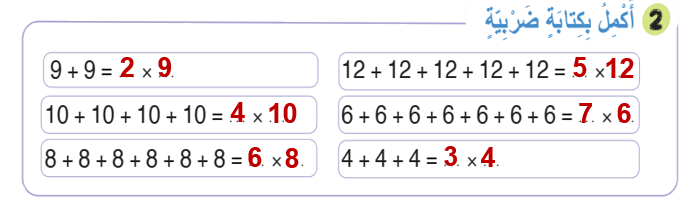 2 أُكْمِلُ بِكِتابَةٍ ضَرْبِيّةٍ
9 + 9 = 2 × 9
12 + 12 + 12 + 12 + 12 = 5 × 12
10 + 10 + 10 + 10 = 4 × 10
6 + 6 + 6 + 6 + 6 + 6 + 6 = 7 × 6
8 + 8 + 8 + 8 + 8 + 8 = 6 × 8
4 + 4 + 4 = 3 × 4